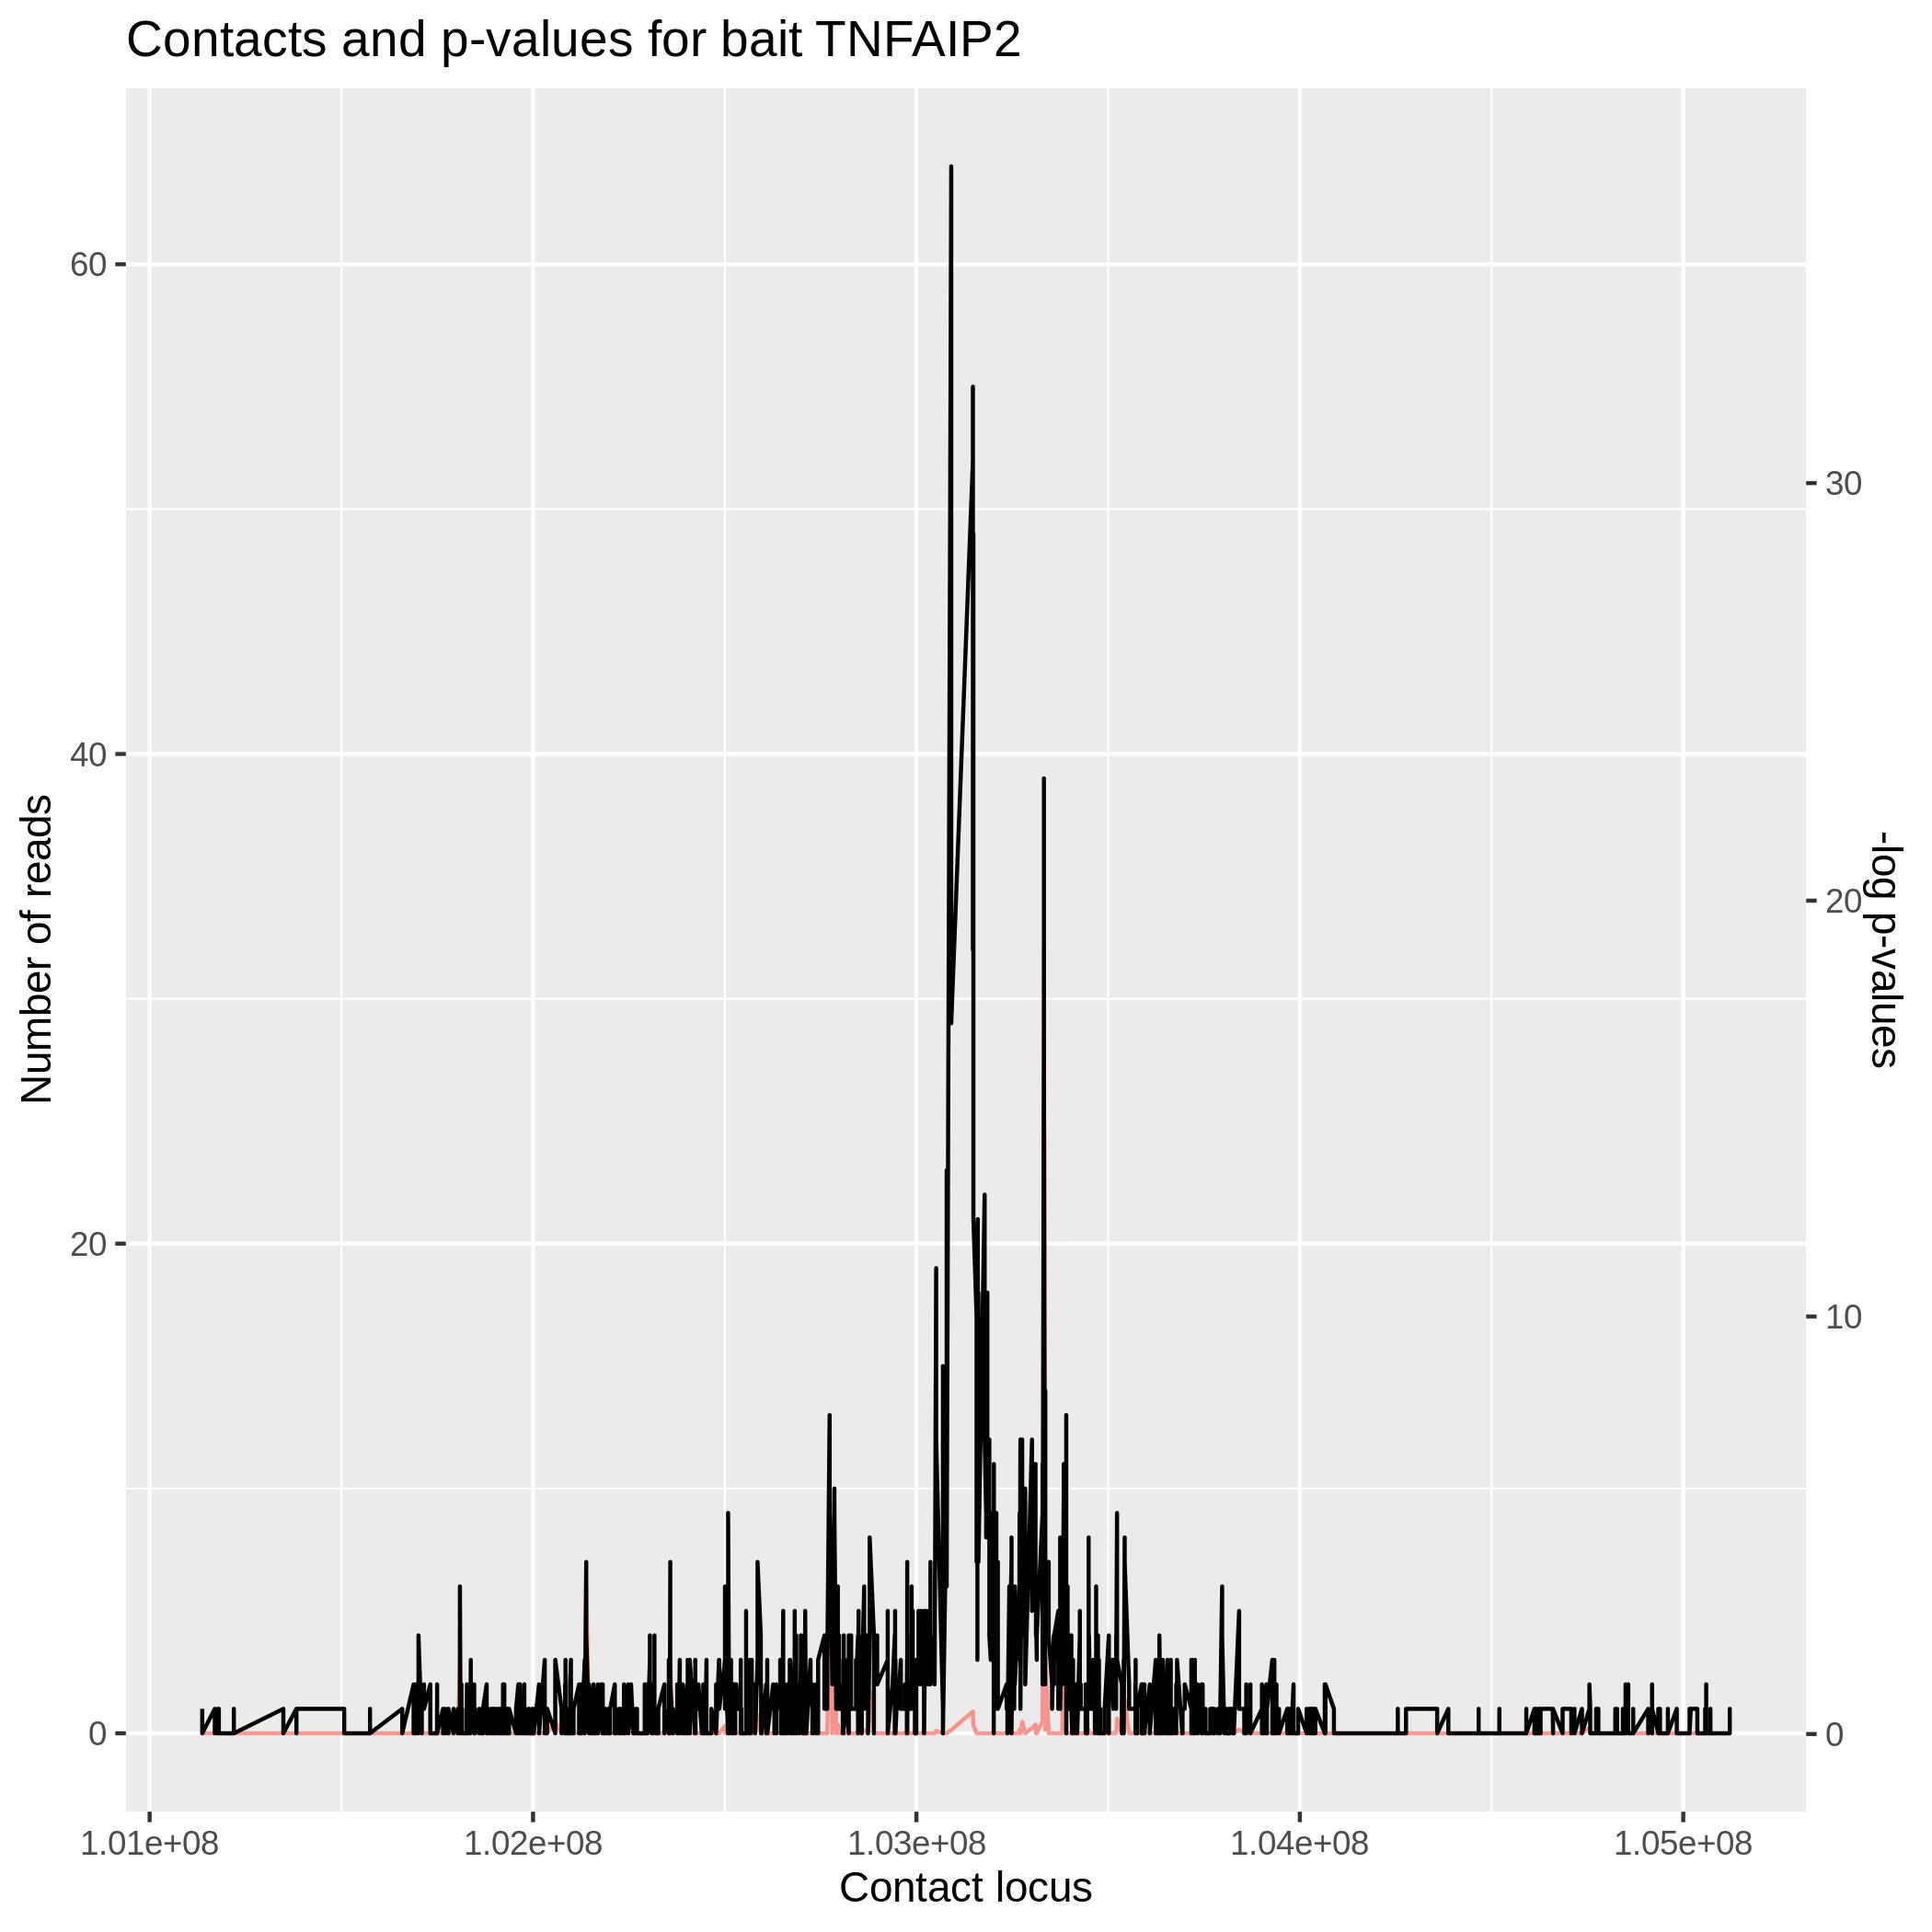 Contacts and p-values for bait TNFAIP2
60
40
20
0
Number of reads
30
20
10
0
-log p-values
1.01e+08
1.02e+08
1.03e+08
1.04e+08
1.05e+08
Contact locus